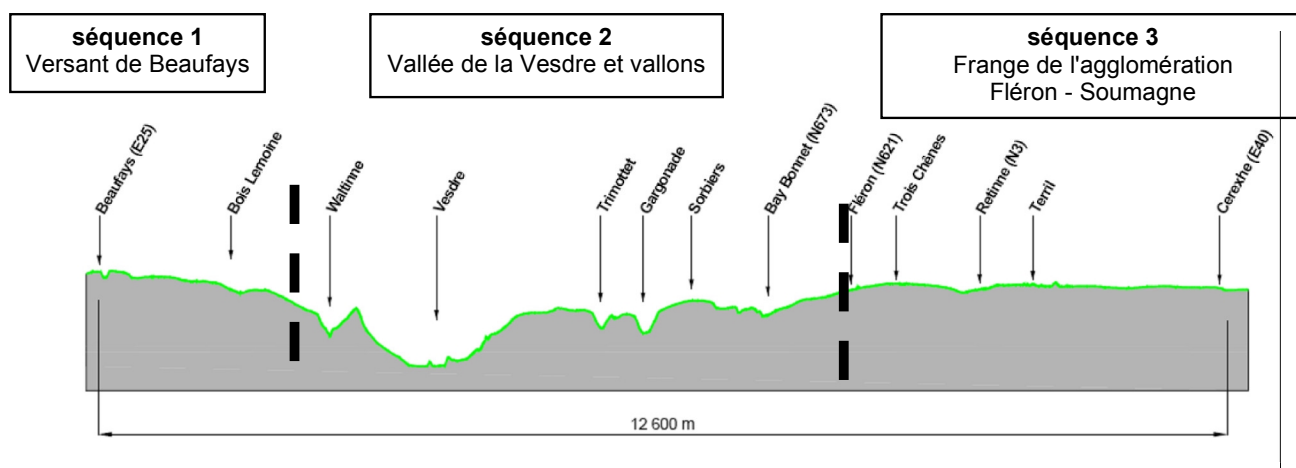 séquence 1
Versant de Beaufays
séquence 2
Vallée de la Vesdre et vallons
séquence 3
Frange de l'agglomération
Fléron - Soumagne
Beaufays (E25)
Bois Lemoine
Waltinne
Vesdre
Trimottet
Gargonade
Sorbiers
Bay Bonnet (N673)
Fléron (N621)
Trois Chênes
Retinne (N3)
Terril
Cerexhe (E40)
12 600 m